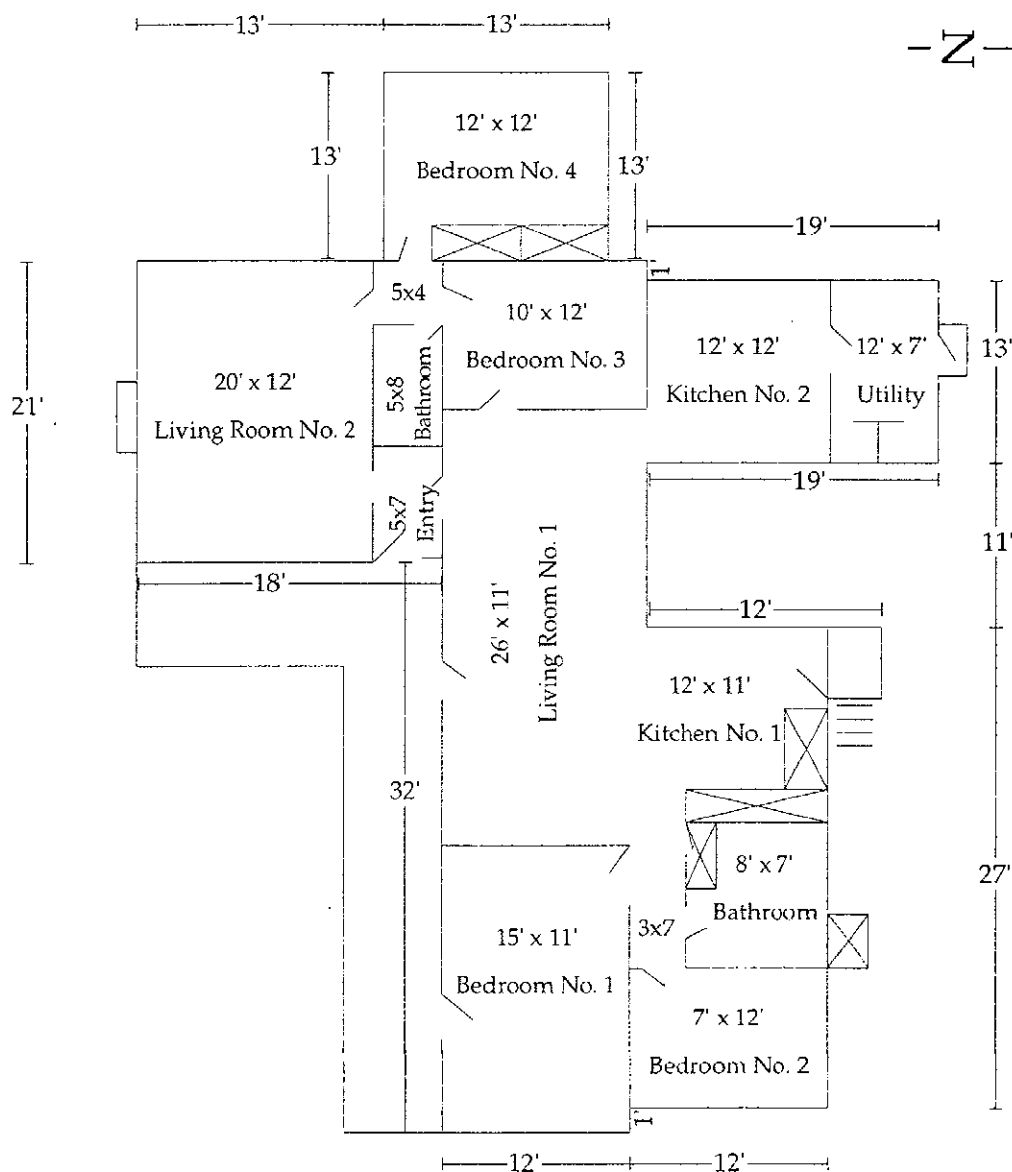 13'
13'
-Z-
12' x 12'
Bedroom No. 4
13'
13'
19'
1'
5x4
10' x 12'
Bedroom No. 3
12' x 12'
Kitchen No. 2
12' x 7'
Utility
13'
21'
20' x 12'
Living Room No. 2
5x8
Bathroom
5x7
Entry
19'
18'
11'
12'
26' x 11'
Living Room No. 1
12' x 11'
Kitchen No. 1
32'
8' x 7'
Bathroom
27'
3x7
15' x 11'
Bedroom No. 1
7' x 12'
Bedroom No. 2
1'
12'
12'